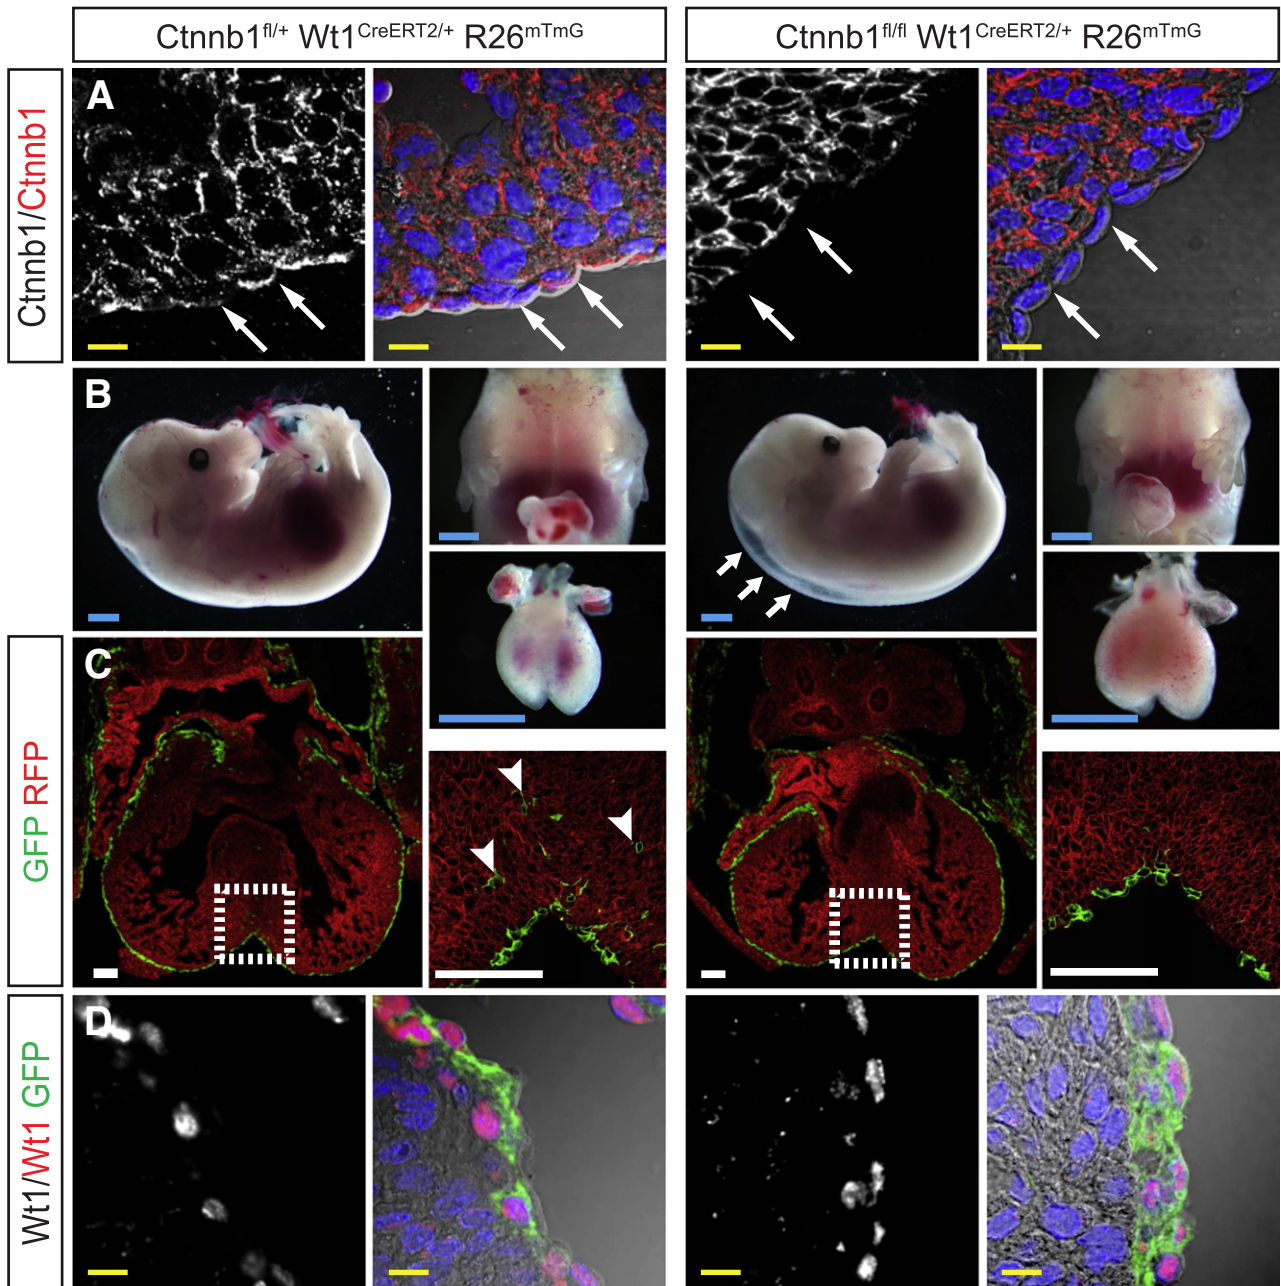 Ctnnb1fl/+ Wt1CreERT2/+ R26mTmG
Ctnnb1fl/fl Wt1CreERT2/+ R26mTmG
Ctnnb1/Ctnnb1
A
B
GFP RFP
C
Wt1/Wt1 GFP
D